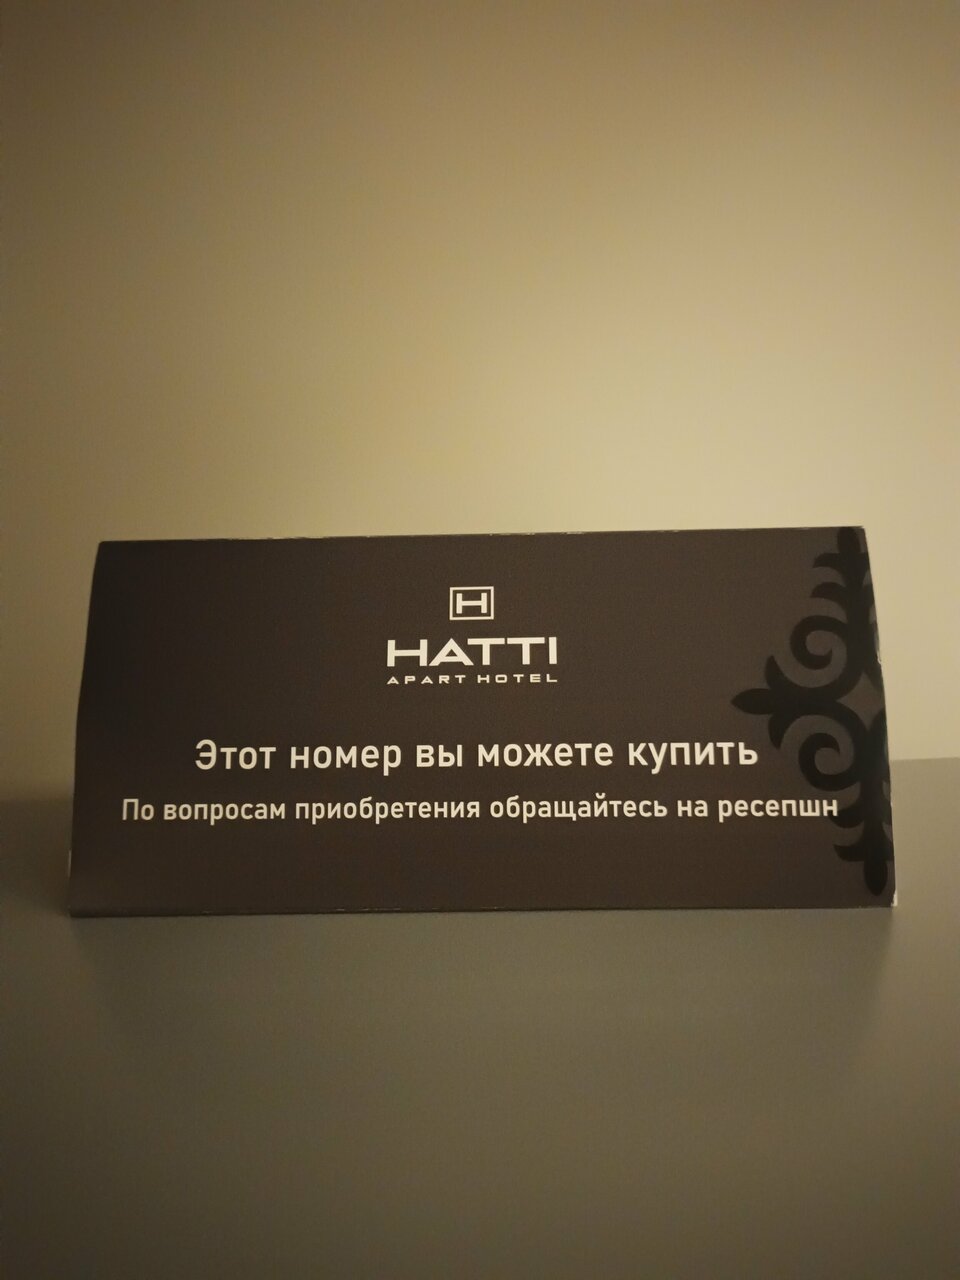 H
HATTI
APART HOTEL
Этот номер вы можете купить
По вопросам приобретения обращайтесь на ресепшн